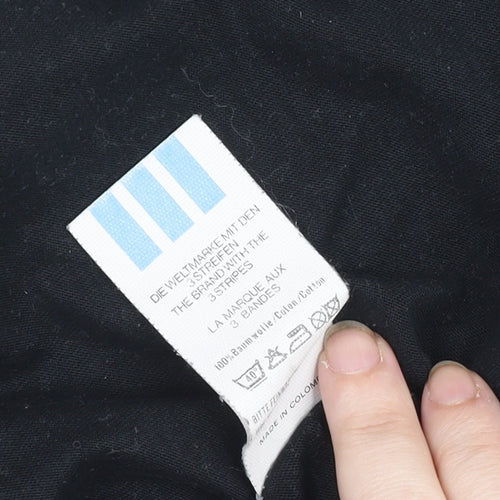 DIE WELTMARKE MIT DEN
3 STREIFEN
THE BRAND WITH THE
3 STRIPES
LA MARQUE AUX
3 BANDES
100% Baumwolle/Coton/Cotton
40°
BITTE
MADE IN COLOM